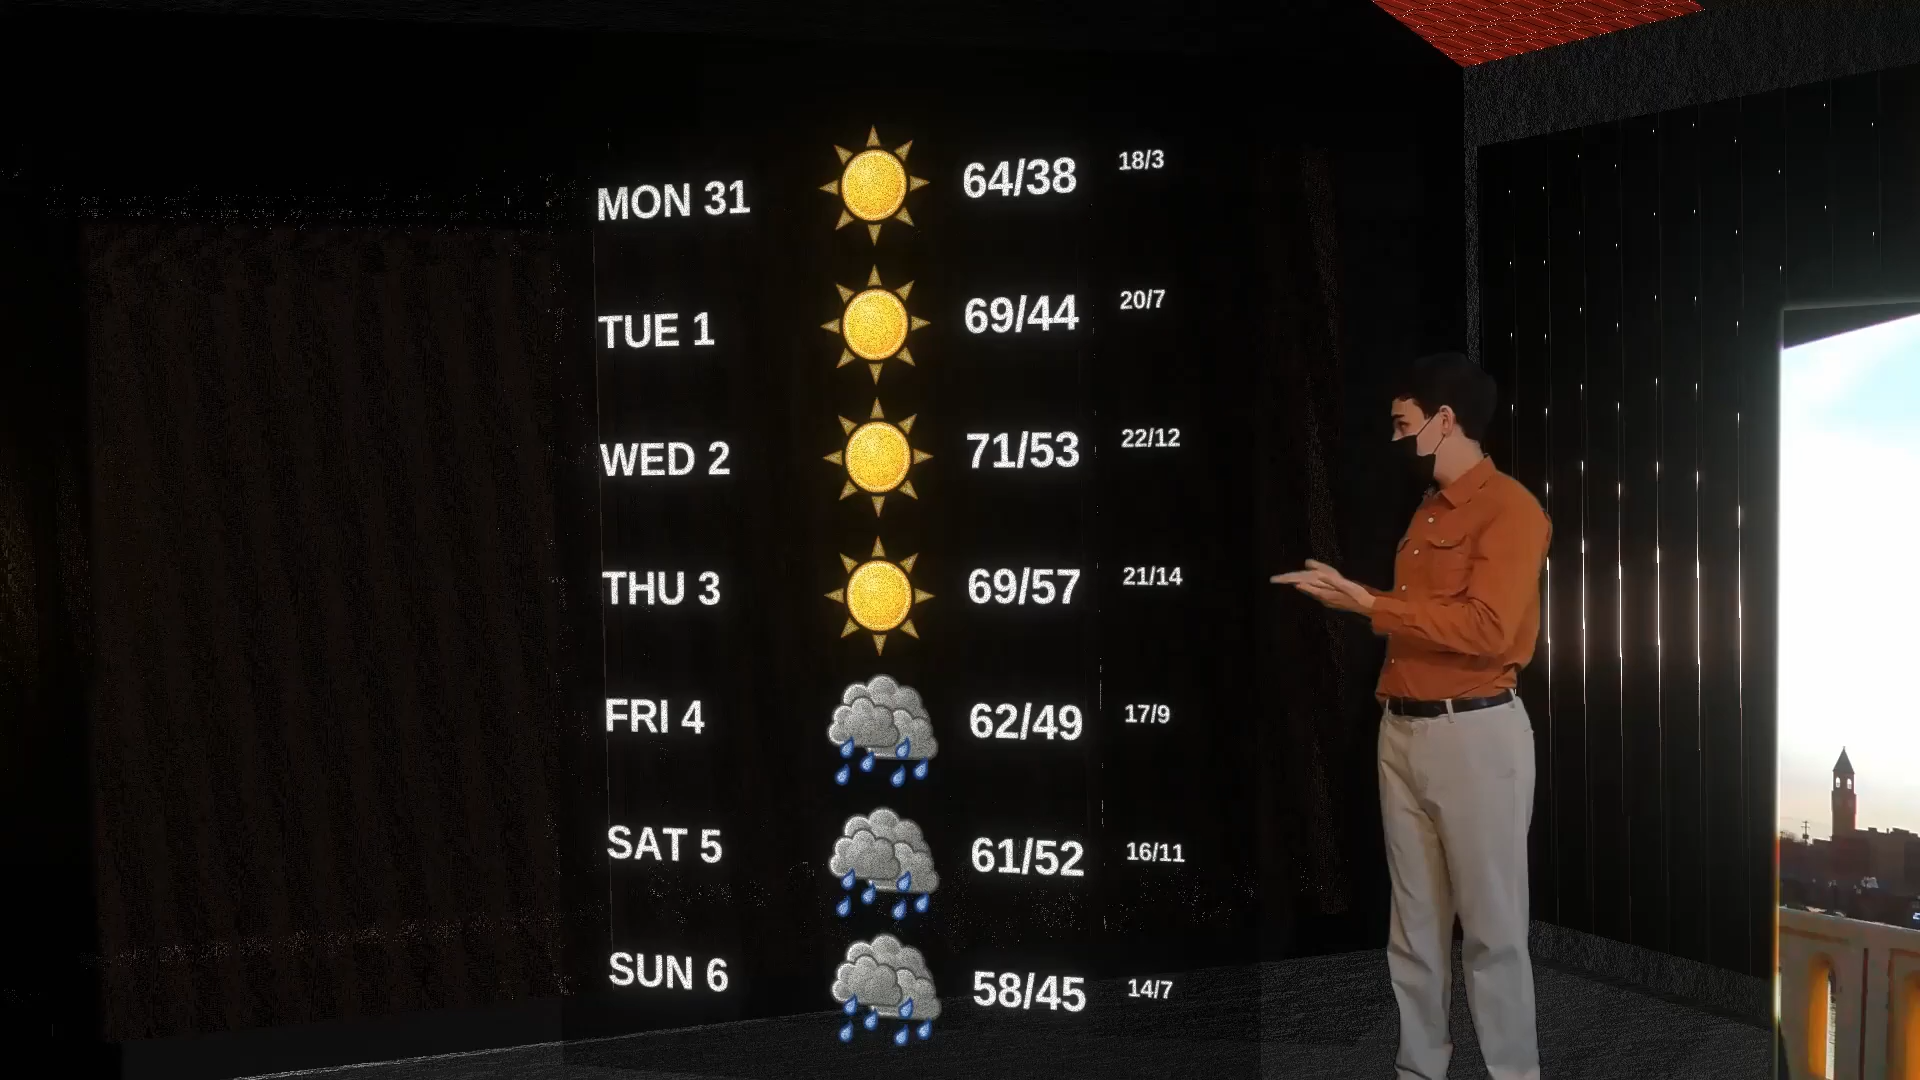 MON 31 64/38 18/3
TUE 1 69/44 20/7
WED 2 71/53 22/12
THU 3 69/57 21/14
FRI 4 62/49 17/9
SAT 5 61/52 16/11
SUN 6 58/45 14/7